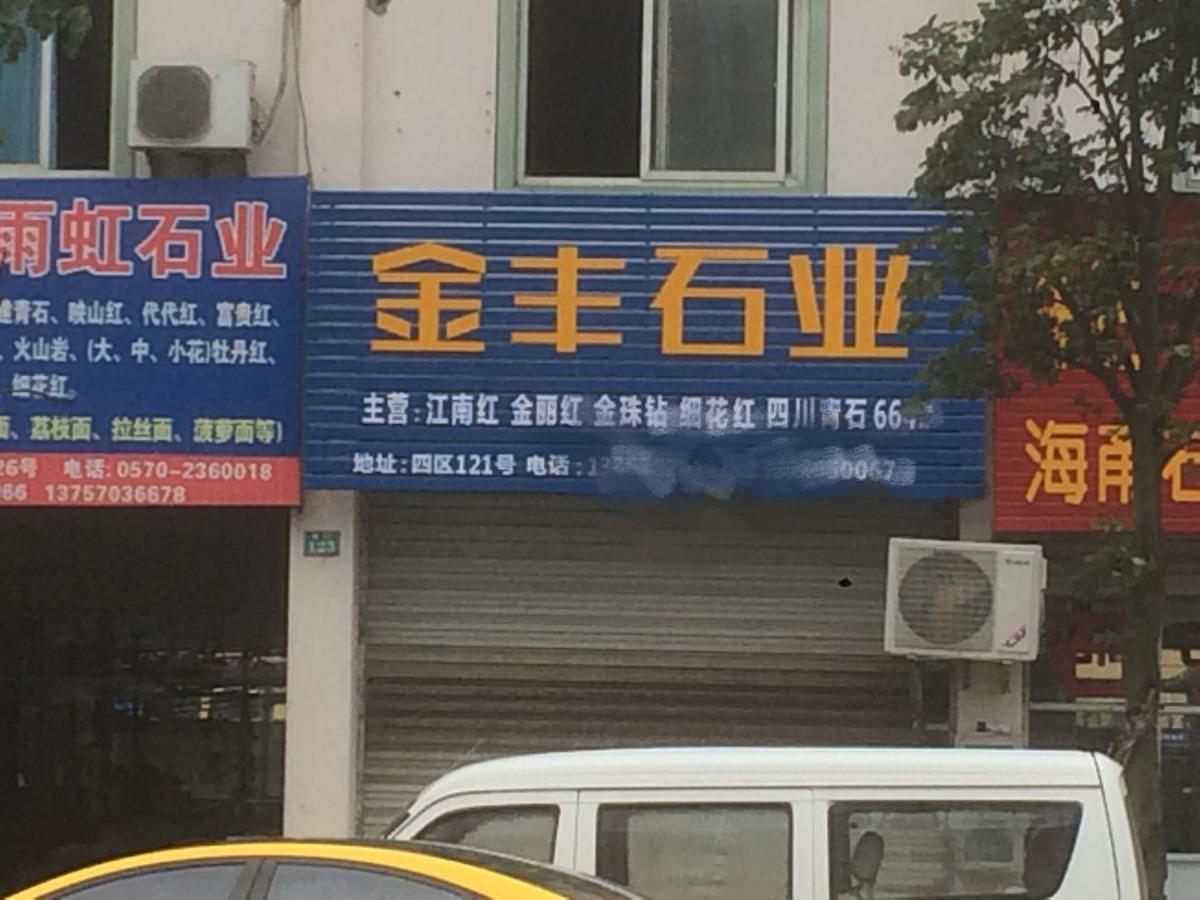 雨虹石业
青石、映山红、代代红、富贵红、
、火山岩、(大、中、小花)牡丹红、
细花红。
面、荔枝面、拉丝面、菠萝面等)
26号 电话:0570-2360018
66 13757036678
金丰石业
主营:江南红 金丽红 金珠钻 细花红 四川青石 66
地址:四区121号 电话:
123
海甬石